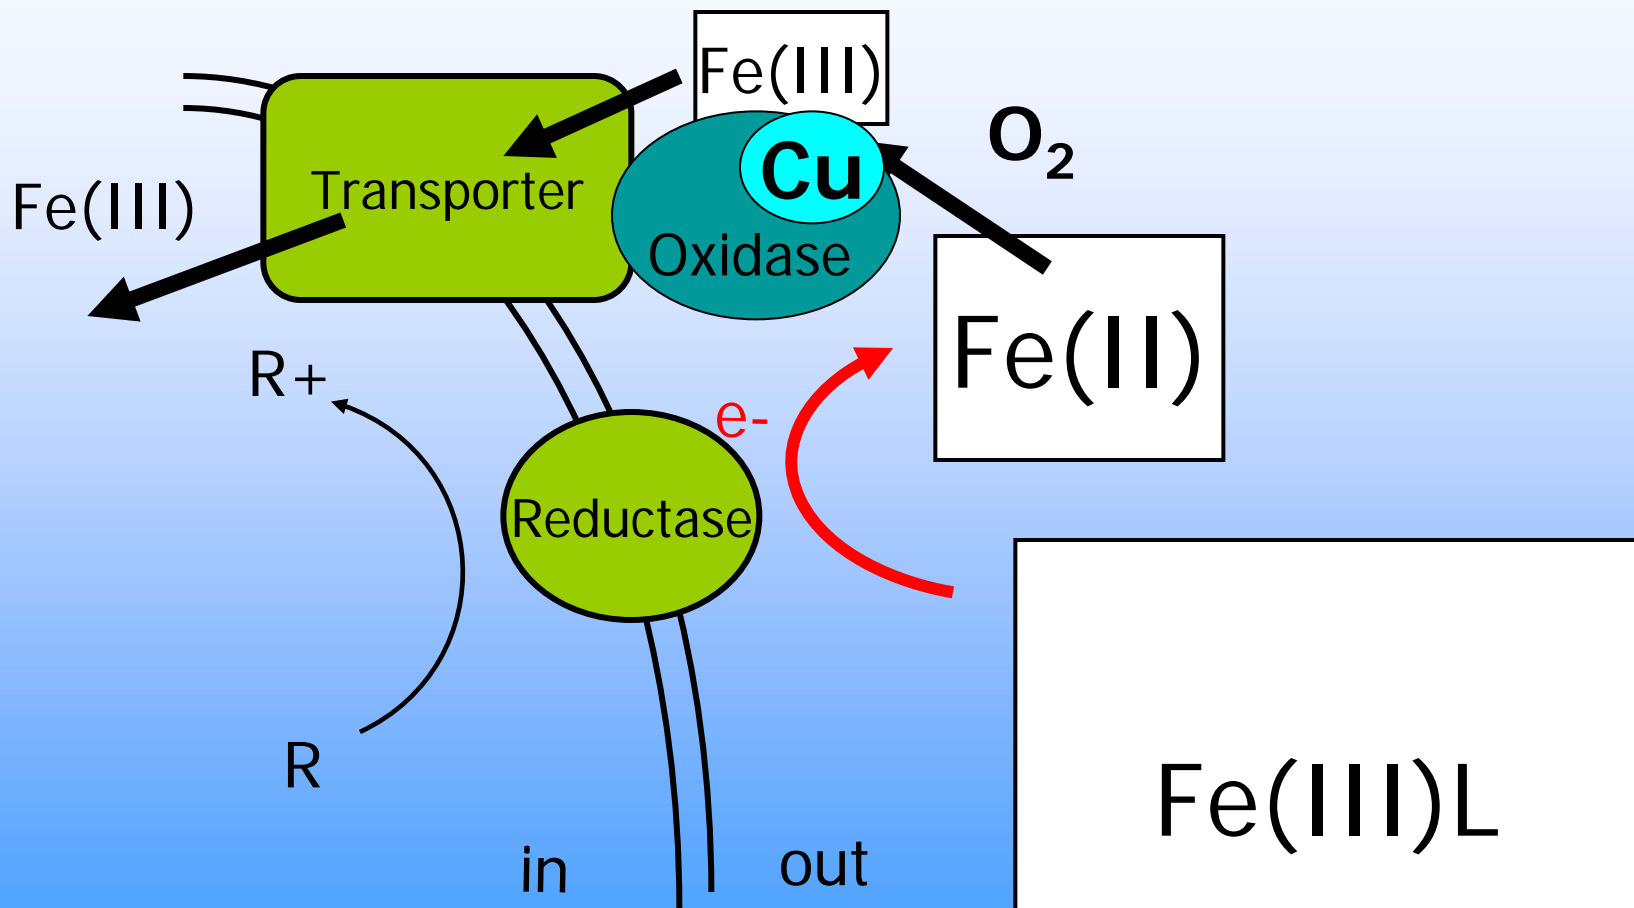 Fe(III)
O₂
Cu
Transporter
Fe(III)
Oxidase
Fe(II)
R+
e-
Reductase
R
Fe(III)L
in
out